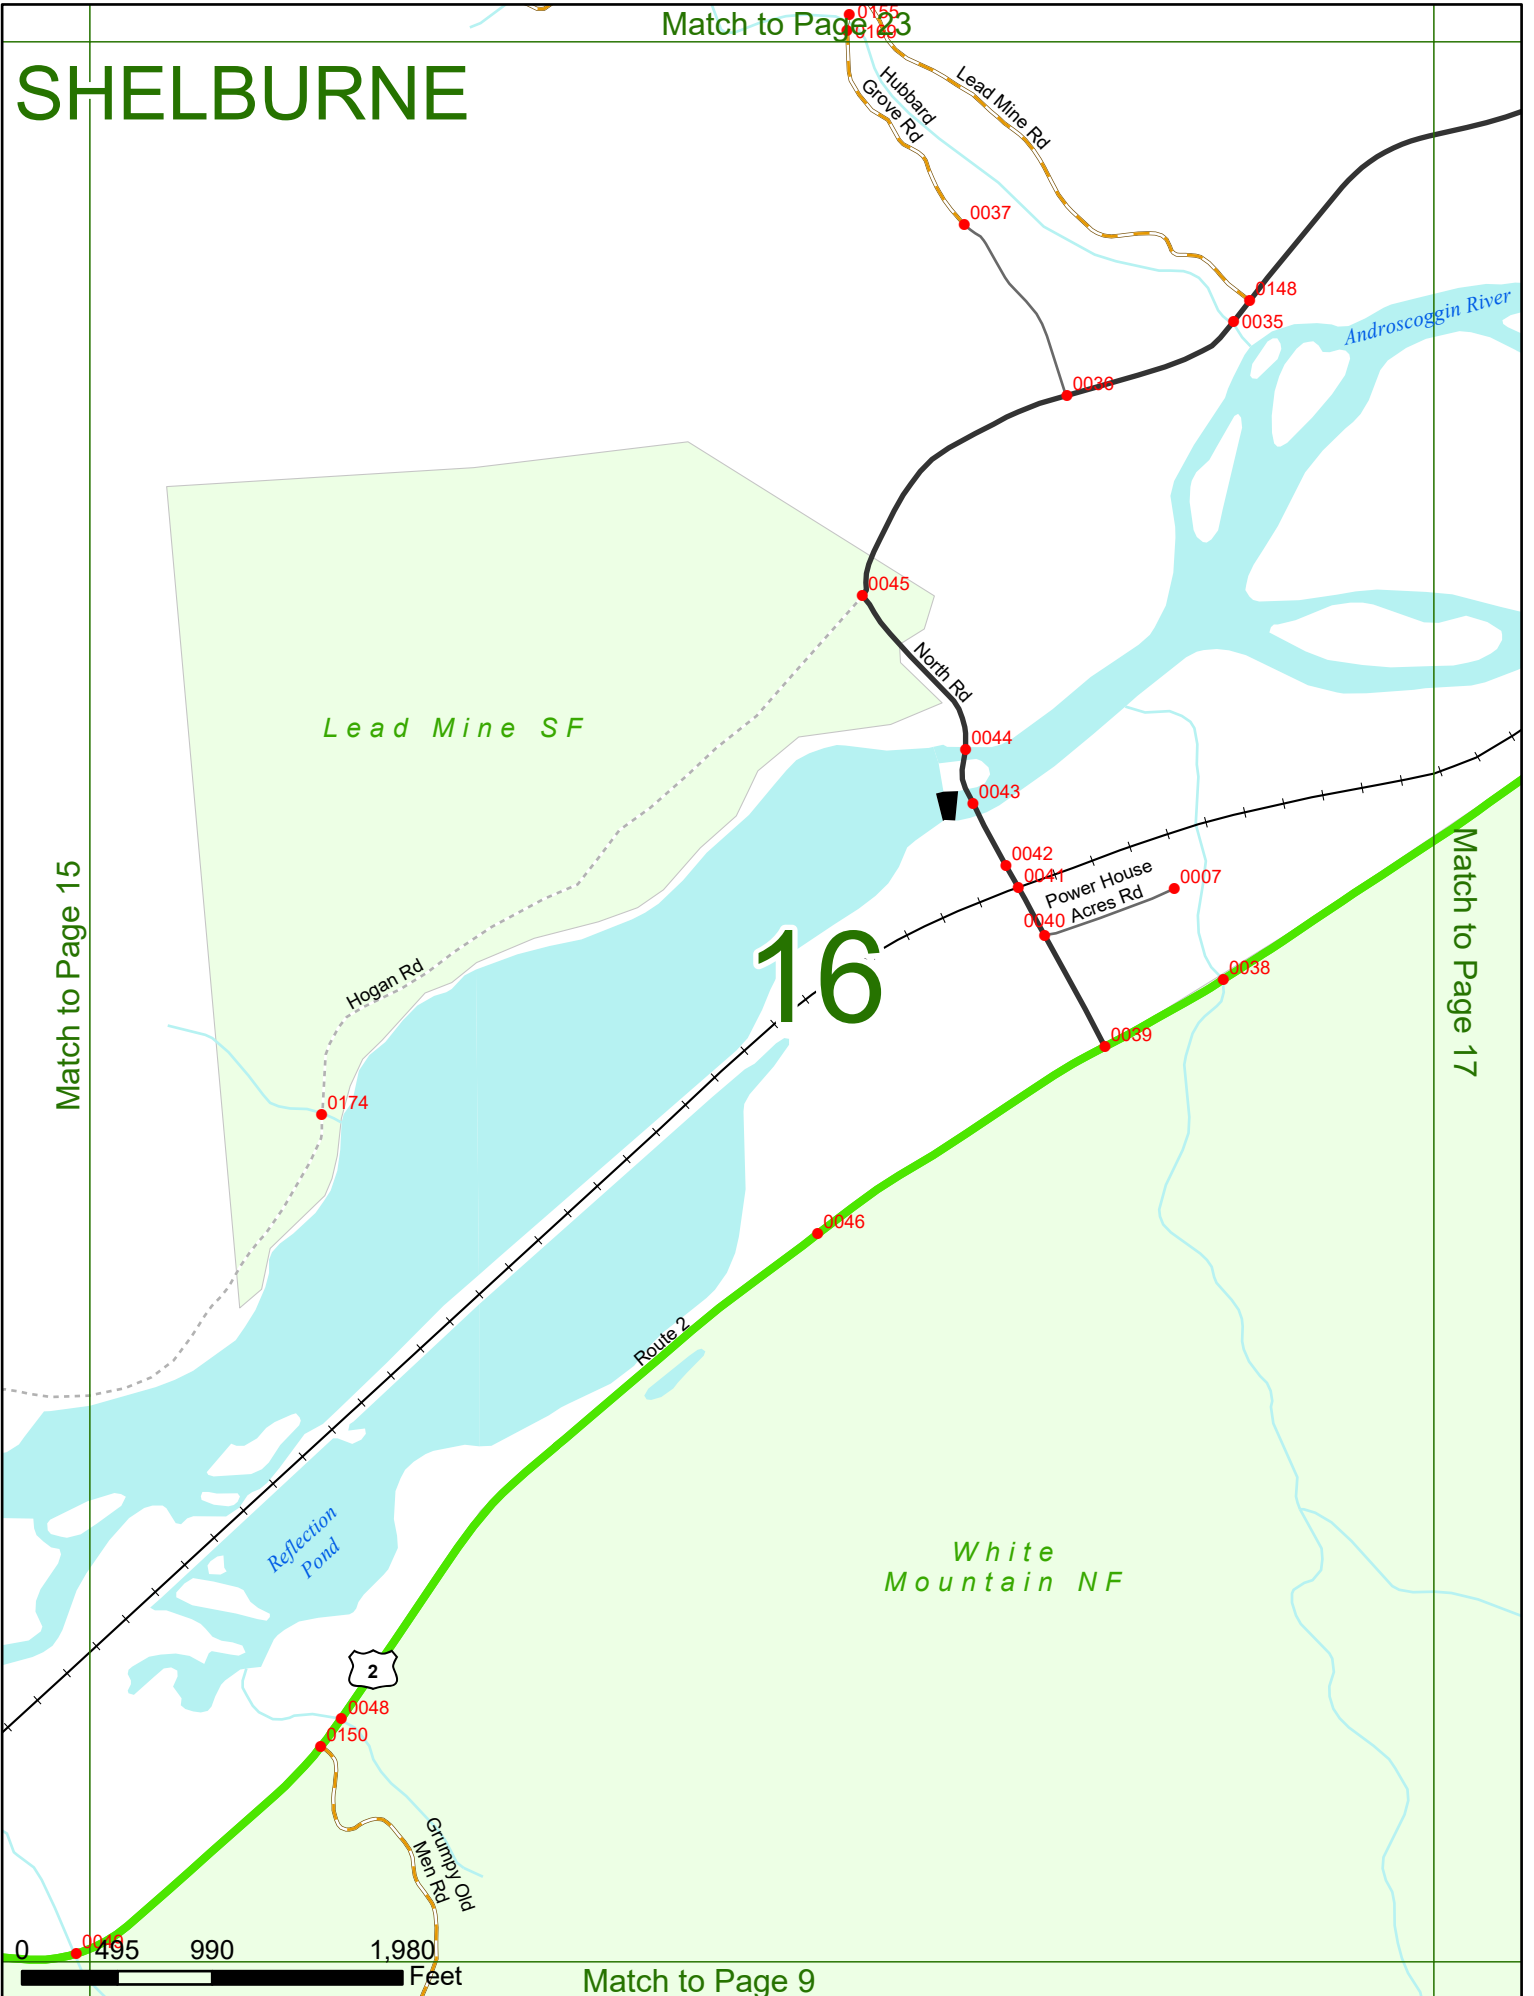 0155
Match to Page 23
0169
SHELBURNE
Hubbard
Grove Rd
Lead Mine Rd
0037
0148
0035
Androscoggin River
0045
North Rd
Lead Mine SF
0044
0043
0042
0041
Power House
Acres Rd
0007
0040
Match to Page 15
Match to Page 17
16
0038
Hogan Rd
0039
0174
0046
Route 2
Reflection
Pond
White
Mountain NF
2
0048
0150
Grumpy Old
Men Rd
0049
0 495 990 1,980
Feet
Match to Page 9